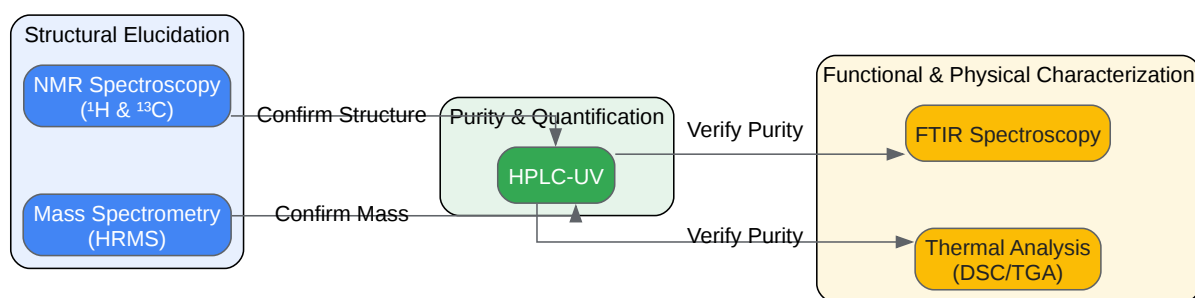 Structural Elucidation
NMR Spectroscopy
(¹H & ¹³C)
Mass Spectrometry
(HRMS)
Confirm Structure
Confirm Mass
Purity & Quantification
HPLC-UV
Verify Purity
Verify Purity
Functional & Physical Characterization
FTIR Spectroscopy
Thermal Analysis
(DSC/TGA)